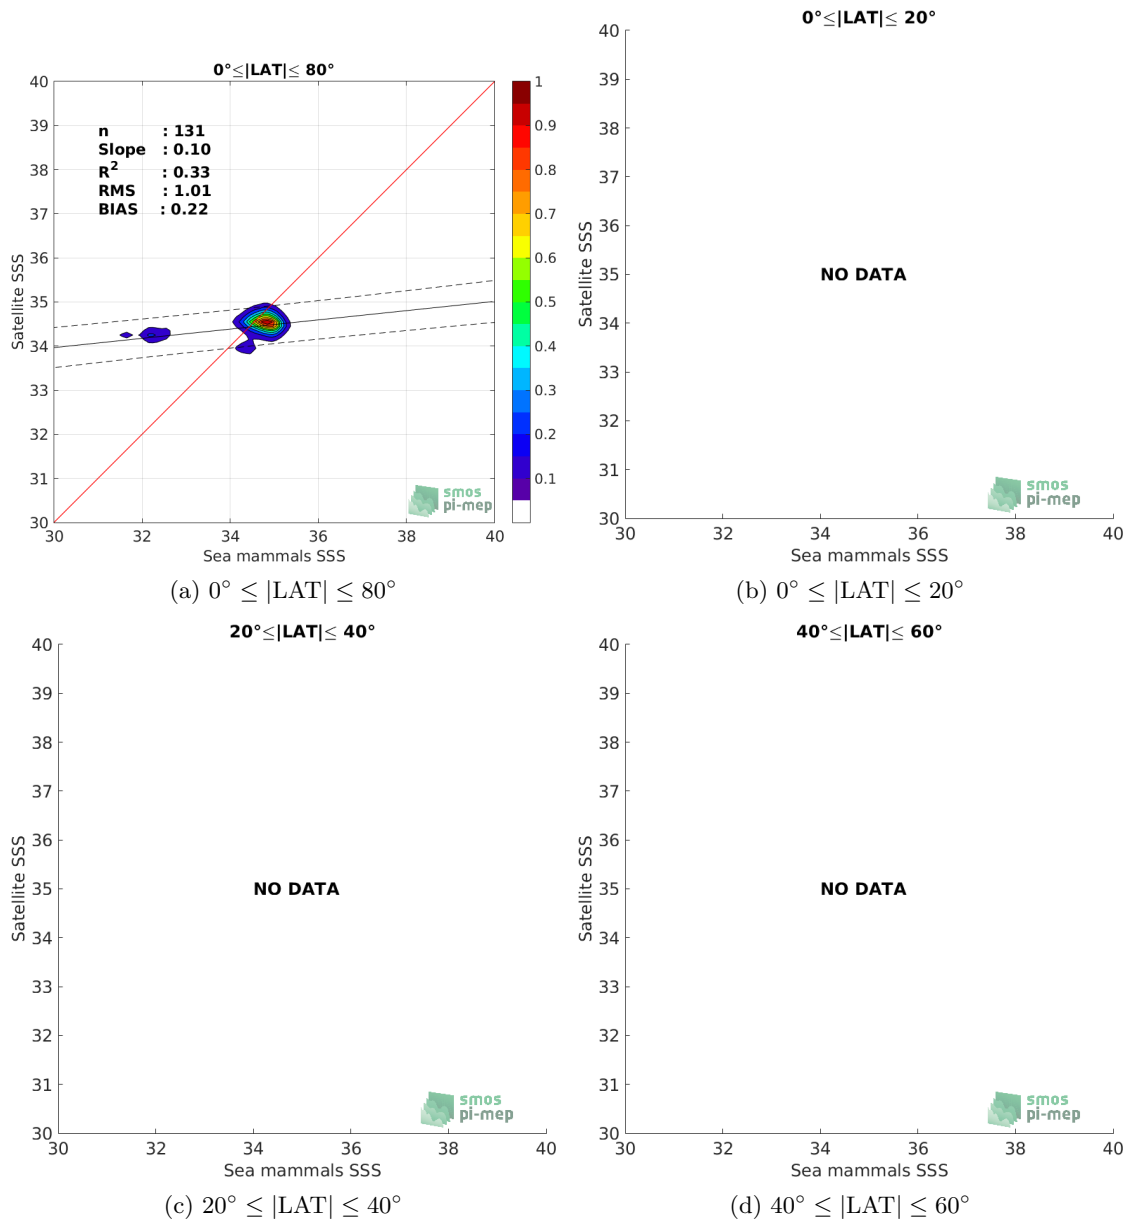 0°≤|LAT|≤ 80°
40
39
38
37
36
35
34
33
32
31
30
Satellite SSS
n : 131
Slope : 0.10
R² : 0.33
RMS : 1.01
BIAS : 0.22
1
0.9
0.8
0.7
0.6
0.5
0.4
0.3
0.2
0.1
smos
pi-mep
30 32 34 36 38 40
Sea mammals SSS
(a) 0° ≤ |LAT| ≤ 80°
0°≤|LAT|≤ 20°
40
39
38
37
36
35
34
33
32
31
30
Satellite SSS
NO DATA
smos
pi-mep
30 32 34 36 38 40
Sea mammals SSS
(b) 0° ≤ |LAT| ≤ 20°
20°≤|LAT|≤ 40°
40
39
38
37
36
35
34
33
32
31
30
Satellite SSS
NO DATA
smos
pi-mep
30 32 34 36 38 40
Sea mammals SSS
(c) 20° ≤ |LAT| ≤ 40°
40°≤|LAT|≤ 60°
40
39
38
37
36
35
34
33
32
31
30
Satellite SSS
NO DATA
smos
pi-mep
30 32 34 36 38 40
Sea mammals SSS
(d) 40° ≤ |LAT| ≤ 60°